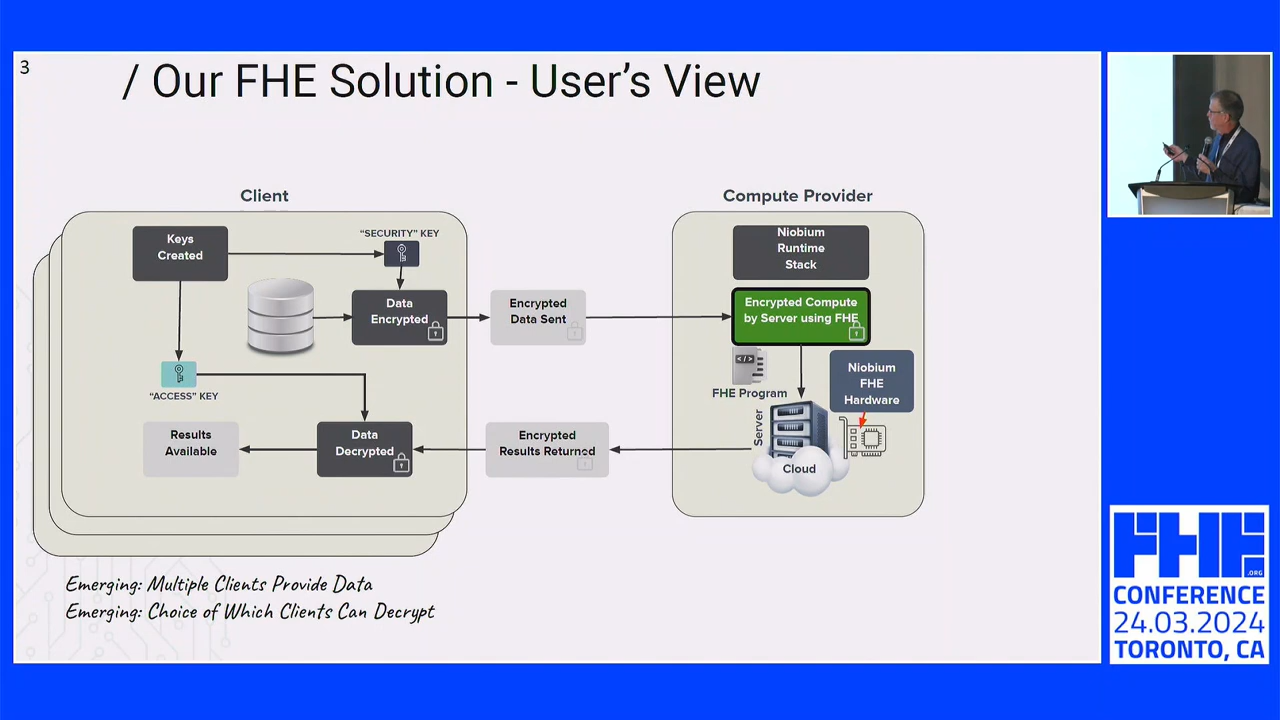 3
/ Our FHE Solution - User's View
Client
Keys
Created
"SECURITY" KEY
Data
Encrypted
"ACCESS" KEY
Results
Available
Data
Decrypted
Encrypted
Data Sent
Encrypted
Results Returned
Compute Provider
Niobium
Runtime
Stack
Encrypted Compute
by Server using FHE
</>
FHE Program
Niobium
FHE
Hardware
Server
Cloud
Emerging: Multiple Clients Provide Data
Emerging: Choice of Which Clients Can Decrypt
FHE
.ORG
CONFERENCE
24.03.2024
TORONTO, CA